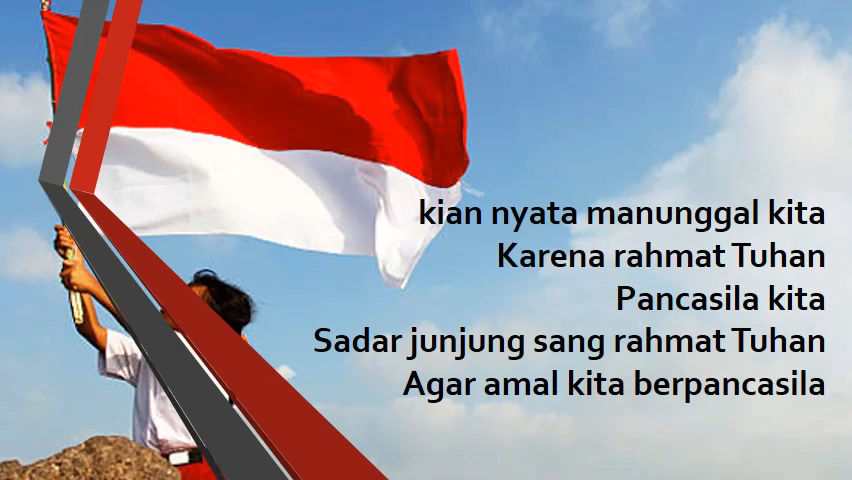 kian nyata manunggal kita
Karena rahmat Tuhan
Pancasila kita
Sadar junjung sang rahmat Tuhan
Agar amal kita berpancasila